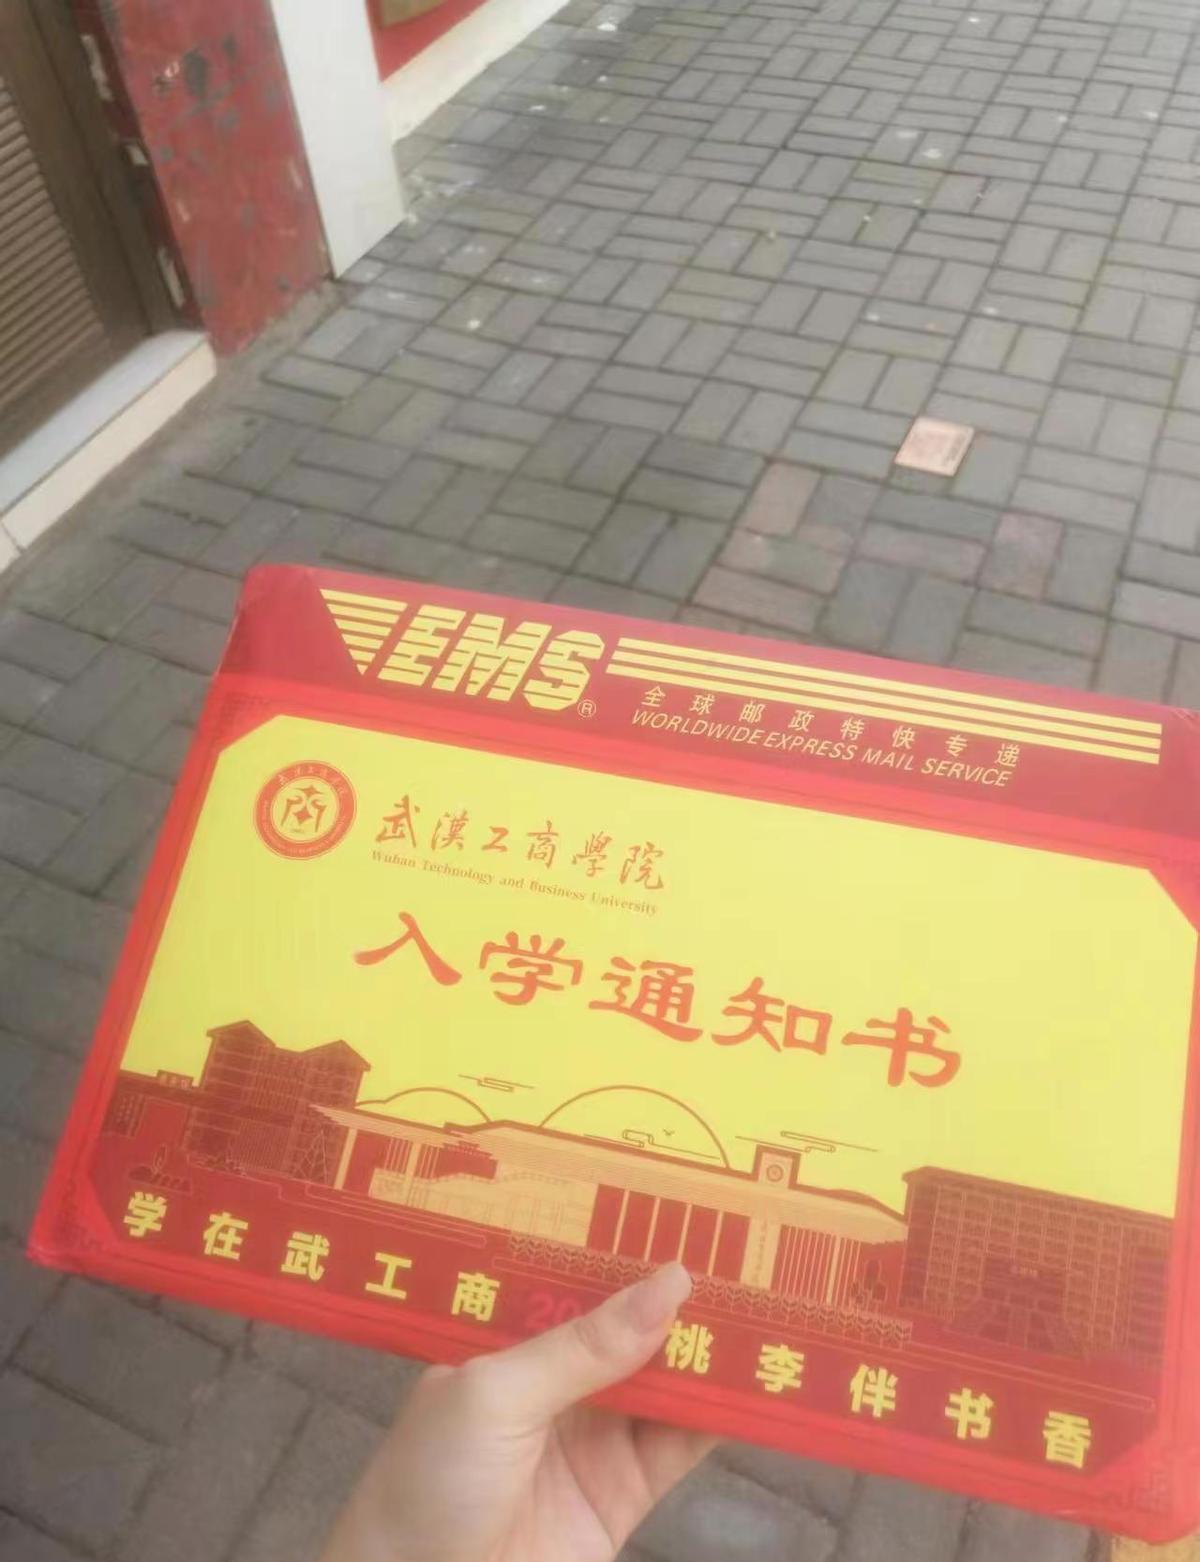 EMS®
全球邮政特快专递
WORLDWIDE EXPRESS MAIL SERVICE
武漢工商學院
Wuhan Technology and Business University
入学通知书
学在武工商 20 桃李伴书香